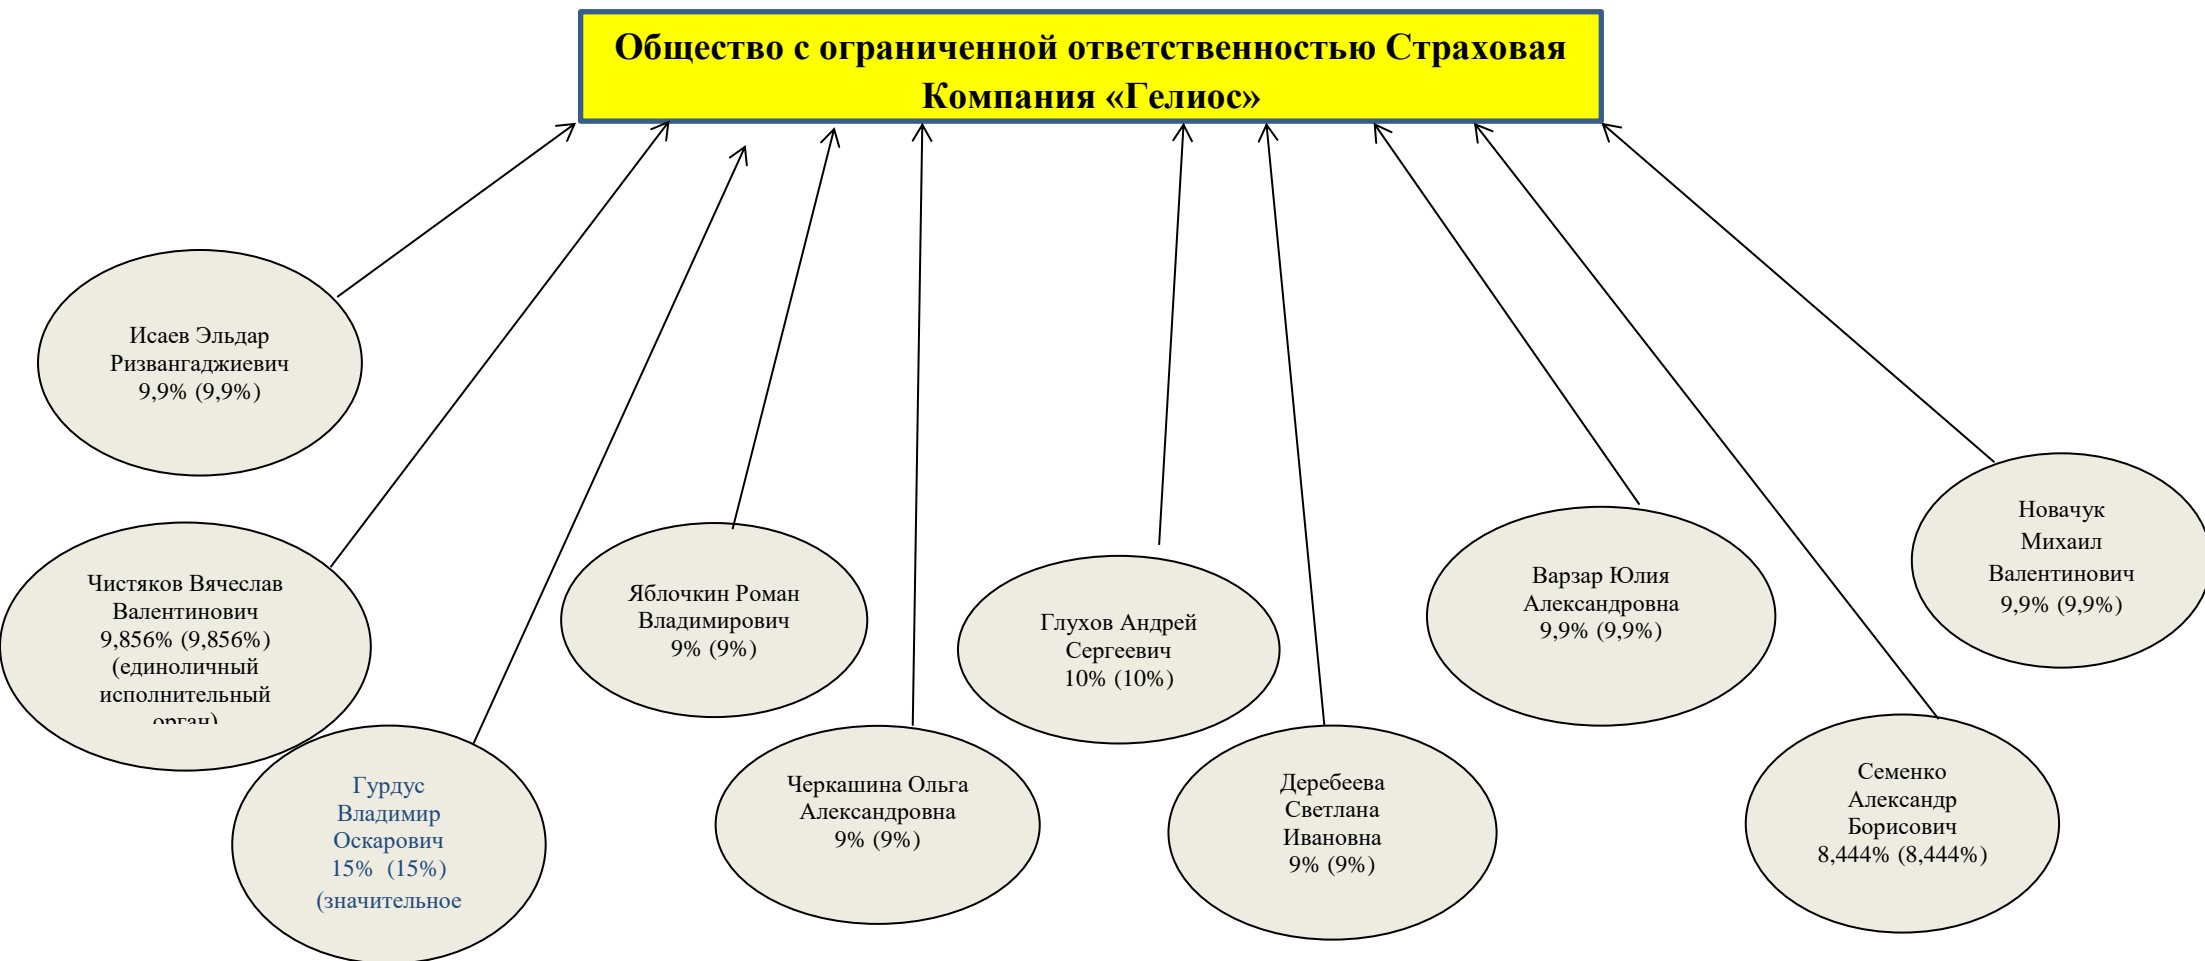 Общество с ограниченной ответственностью Страховая
Компания «Гелиос»
Исаев Эльдар
Ризвангаджиевич
9,9% (9,9%)
Чистяков Вячеслав
Валентинович
9,856% (9,856%)
(единоличный
исполнительный
орган)
Гурдус
Владимир
Оскарович
15% (15%)
(значительное
Яблочкин Роман
Владимирович
9% (9%)
Черкашина Ольга
Александровна
9% (9%)
Глухов Андрей
Сергеевич
10% (10%)
Деребеева
Светлана
Ивановна
9% (9%)
Варзар Юлия
Александровна
9,9% (9,9%)
Семенко
Александр
Борисович
8,444% (8,444%)
Новачук
Михаил
Валентинович
9,9% (9,9%)